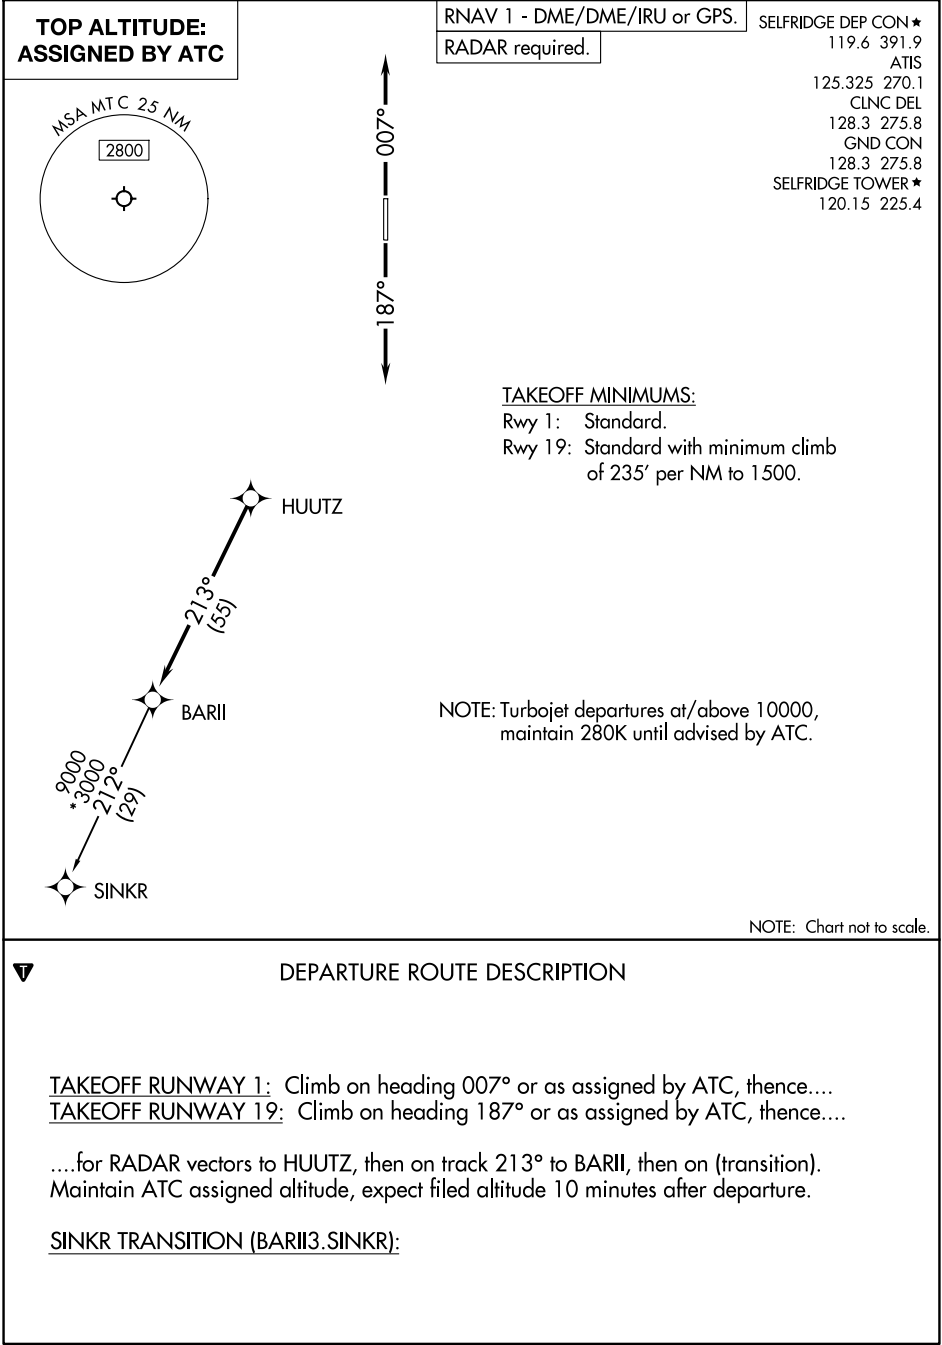 TOP ALTITUDE:
ASSIGNED BY ATC
RNAV 1 - DME/DME/IRU or GPS.
RADAR required.
SELFRIDGE DEP CON★
119.6 391.9
ATIS
125.325 270.1
CLNC DEL
128.3 275.8
GND CON
128.3 275.8
SELFRIDGE TOWER★
120.15 225.4
MSA MTC 25 NM
2800
007°
187°
TAKEOFF MINIMUMS:
Rwy 1: Standard.
Rwy 19: Standard with minimum climb
of 235' per NM to 1500.
HUUTZ
213°
(55)
BARII
NOTE: Turbojet departures at/above 10000,
maintain 280K until advised by ATC.
9000
*3000
212°
(29)
SINKR
NOTE: Chart not to scale.
T
DEPARTURE ROUTE DESCRIPTION
TAKEOFF RUNWAY 1: Climb on heading 007° or as assigned by ATC, thence....
TAKEOFF RUNWAY 19: Climb on heading 187° or as assigned by ATC, thence....
....for RADAR vectors to HUUTZ, then on track 213° to BARII, then on (transition).
Maintain ATC assigned altitude, expect filed altitude 10 minutes after departure.
SINKR TRANSITION (BARII3.SINKR):